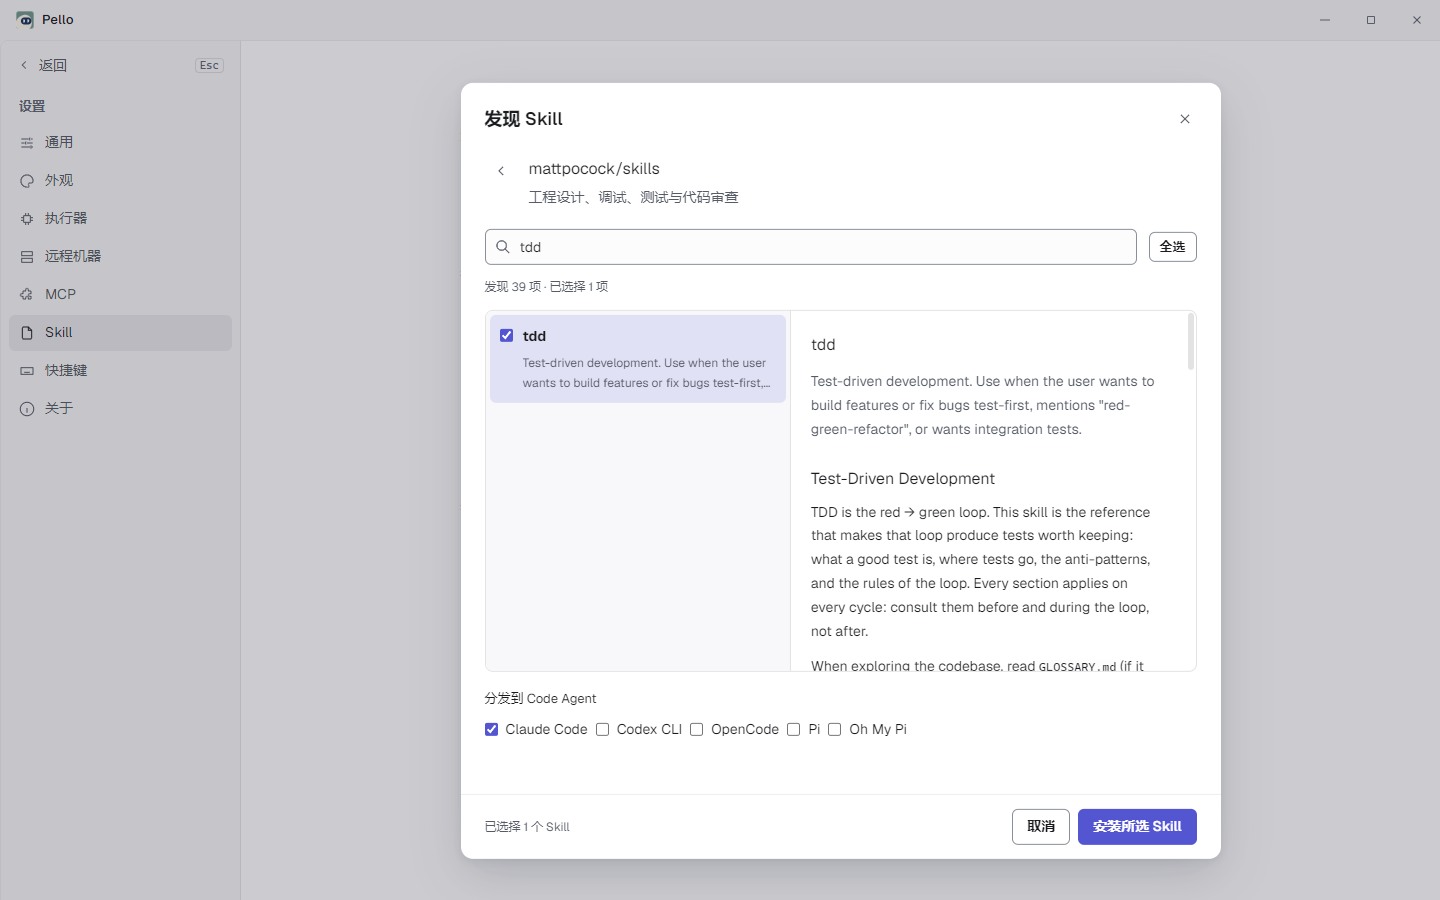 Pello
返回
Esc
设置
通用
外观
执行器
远程机器
MCP
Skill
快捷键
关于
发现 Skill
mattpocock/skills
工程设计、调试、测试与代码审查
tdd
全选
发现 39 项 · 已选择 1 项
tdd
Test-driven development. Use when the user
wants to build features or fix bugs test-first,...
tdd
Test-driven development. Use when the user wants to
build features or fix bugs test-first, mentions "red-
green-refactor", or wants integration tests.
Test-Driven Development
TDD is the red → green loop. This skill is the reference
that makes that loop produce tests worth keeping:
what a good test is, where tests go, the anti-patterns,
and the rules of the loop. Every section applies on
every cycle: consult them before and during the loop,
not after.
When exploring the codebase, read GLOSSARY.md (if it
分发到 Code Agent
Claude Code
Codex CLI
OpenCode
Pi
Oh My Pi
已选择 1 个 Skill
取消
安装所选 Skill